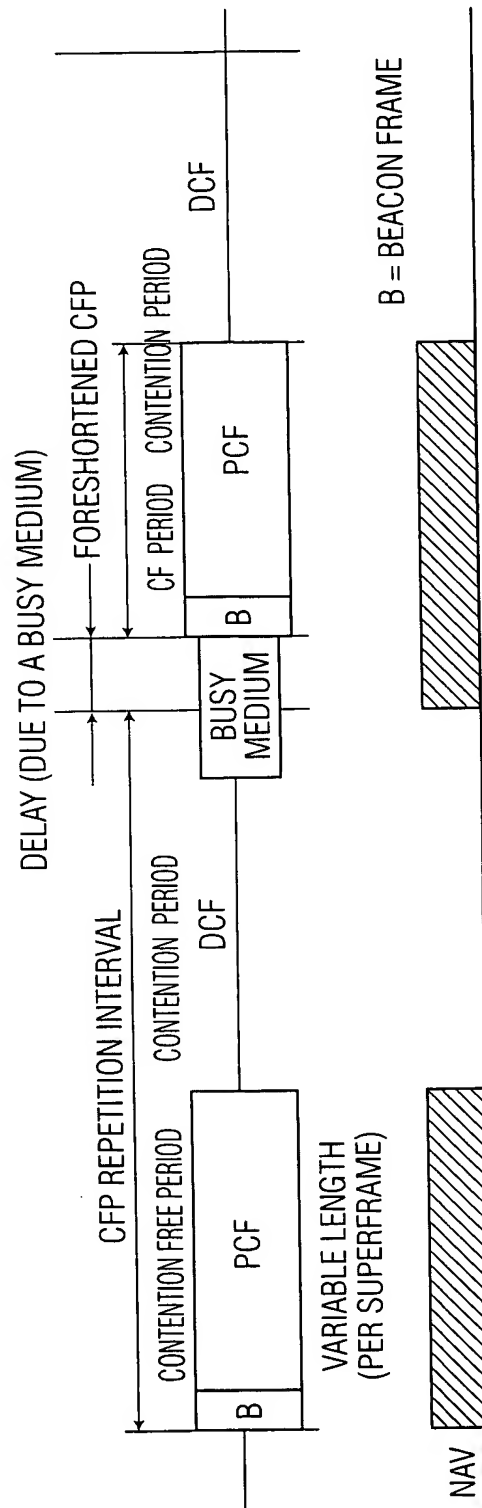 DELAY (DUE TO A BUSY MEDIUM)
CFP REPETITION INTERVAL
FORESHORTENED CFP
CONTENTION FREE PERIOD
CONTENTION PERIOD
CF PERIOD
CONTENTION PERIOD
B
PCF
DCF
BUSY
MEDIUM
B
PCF
DCF
VARIABLE LENGTH
(PER SUPERFRAME)
B = BEACON FRAME
NAV